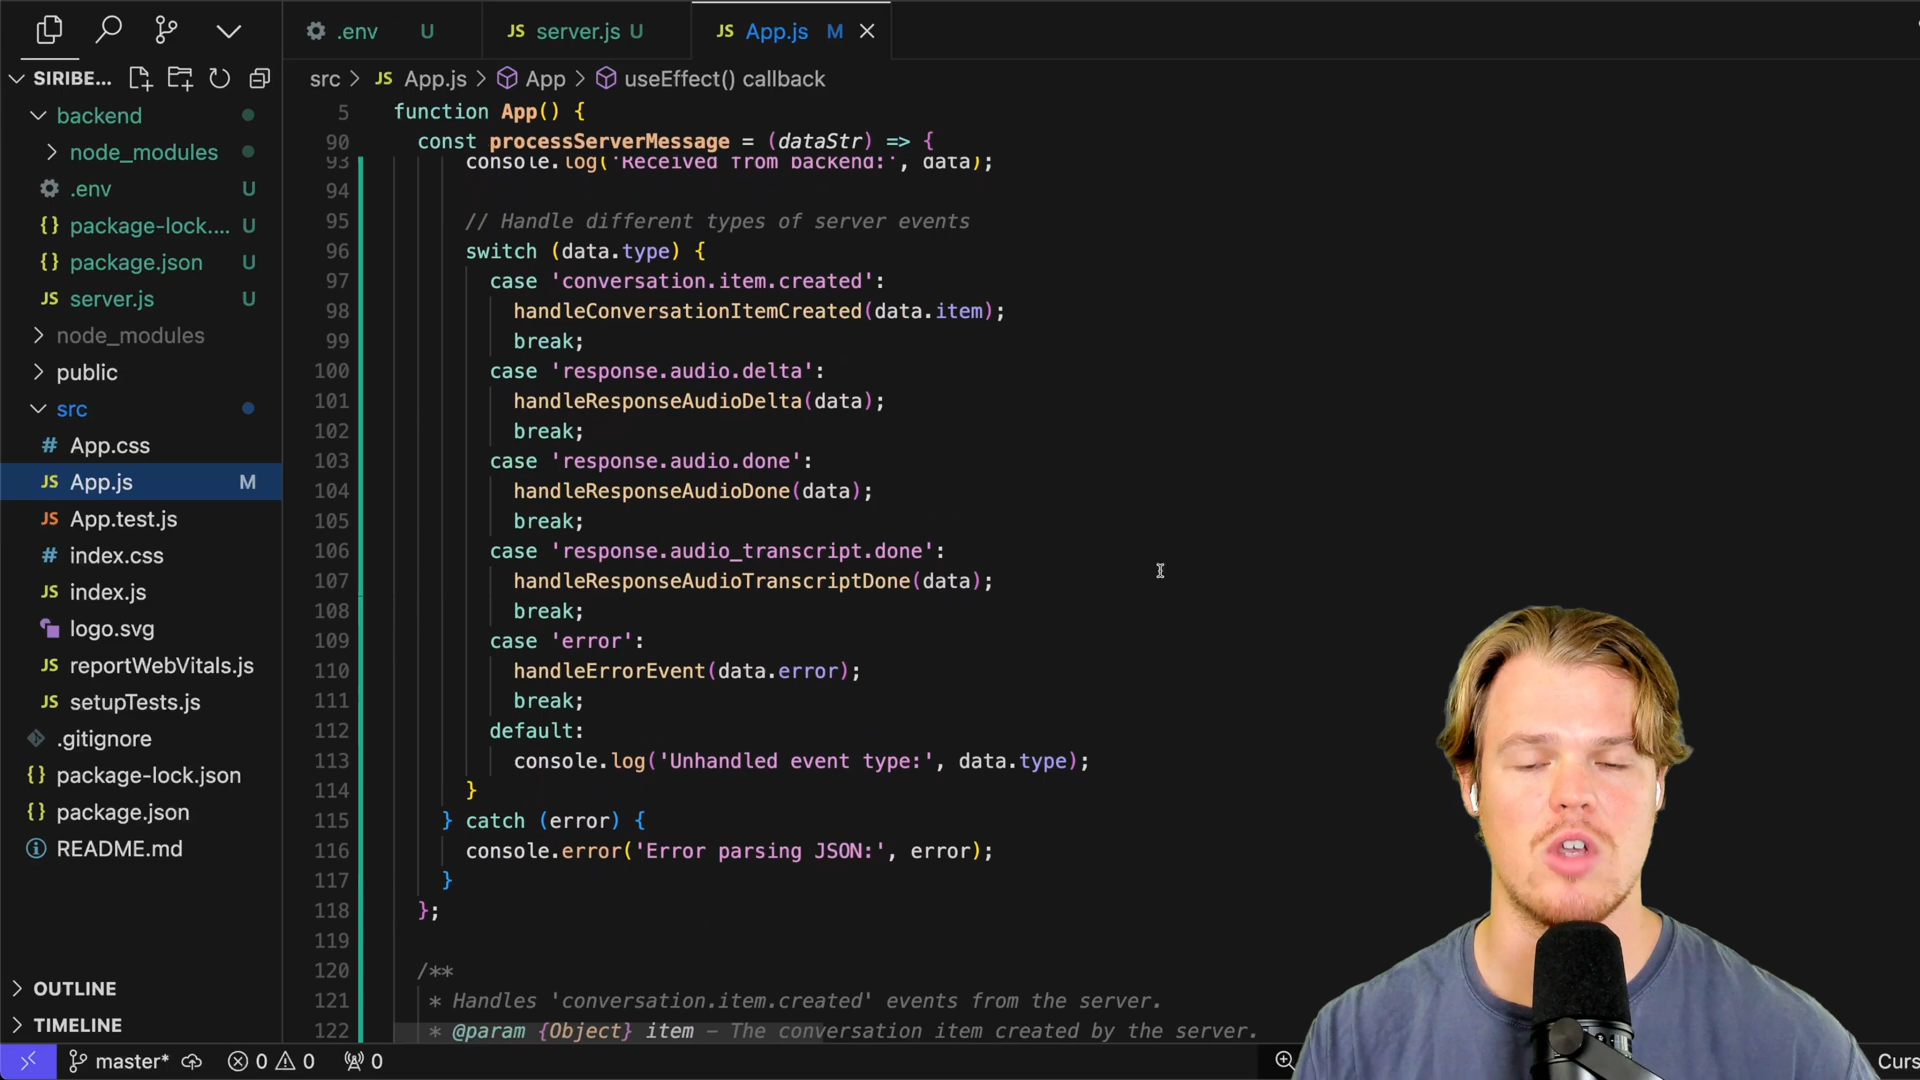 .env U
JS server.js U
JS App.js M
SIRIBE...
src > JS App.js > App > useEffect() callback
backend
node_modules
.env U
package-lock.... U
package.json U
JS server.js U
node_modules
public
src
# App.css
JS App.js M
JS App.test.js
# index.css
JS index.js
logo.svg
JS reportWebVitals.js
JS setupTests.js
.gitignore
{} package-lock.json
{} package.json
README.md
OUTLINE
TIMELINE
5 function App() {
90 const processServerMessage = (dataStr) => {
93 console.log('Received from backend:', data);
94
95 // Handle different types of server events
96 switch (data.type) {
97 case 'conversation.item.created':
98 handleConversationItemCreated(data.item);
99 break;
100 case 'response.audio.delta':
101 handleResponseAudioDelta(data);
102 break;
103 case 'response.audio.done':
104 handleResponseAudioDone(data);
105 break;
106 case 'response.audio_transcript.done':
107 handleResponseAudioTranscriptDone(data);
108 break;
109 case 'error':
110 handleErrorEvent(data.error);
111 break;
112 default:
113 console.log('Unhandled event type:', data.type);
114 }
115 } catch (error) {
116 console.error('Error parsing JSON:', error);
117 }
118 };
119
120 /**
121 * Handles 'conversation.item.created' events from the server.
122 * @param {Object} item – The conversation item created by the server.
master* 0 0 0
Curs